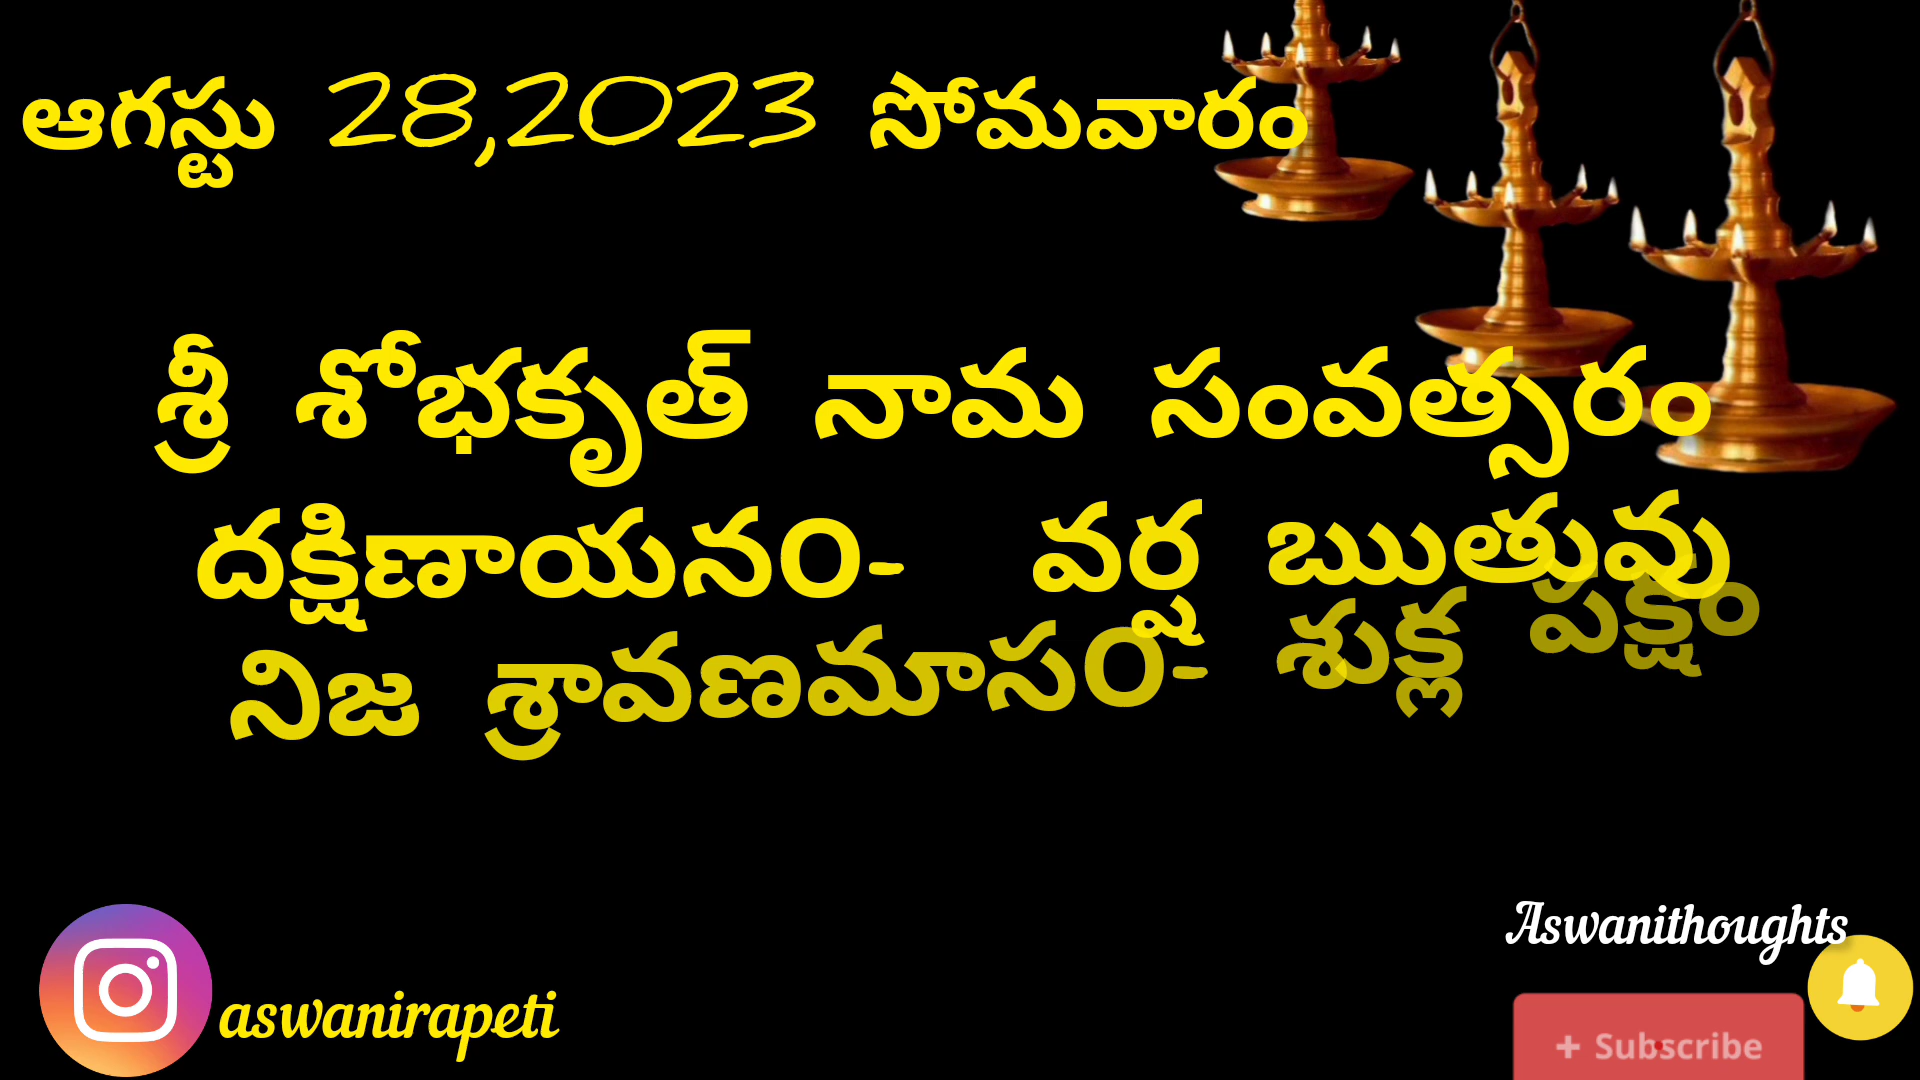 ఆగస్టు 28,2023 సోమవారం
శ్రీ శోభకృత్ నామ సంవత్సరం
దక్షిణాయనం- వర్ష ఋతువు
నిజ శ్రావణమాసం- శుక్ల పక్షం
Aswanithoughts
aswanirapeti
+ Subscribe